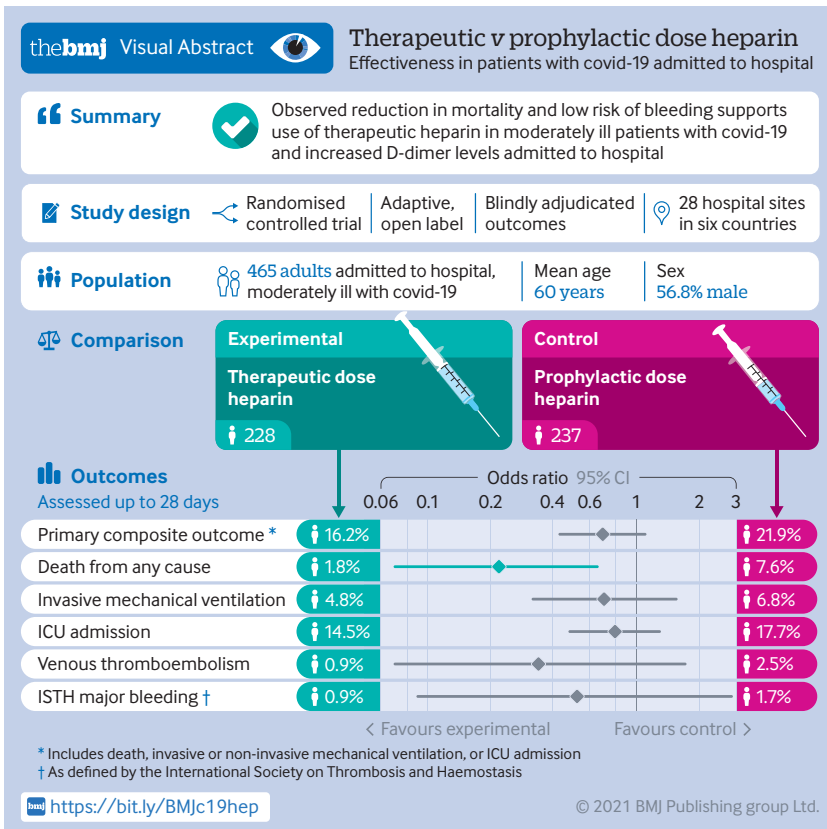 thebmj Visual Abstract
Therapeutic v prophylactic dose heparin
Effectiveness in patients with covid-19 admitted to hospital
Summary
Observed reduction in mortality and low risk of bleeding supports
use of therapeutic heparin in moderately ill patients with covid-19
and increased D-dimer levels admitted to hospital
Study design
Randomised
controlled trial
Adaptive,
open label
Blindly adjudicated
outcomes
28 hospital sites
in six countries
Population
465 adults admitted to hospital,
moderately ill with covid-19
Mean age
60 years
Sex
56.8% male
Comparison
Experimental
Therapeutic dose
heparin
228
Control
Prophylactic dose
heparin
237
Outcomes
Assessed up to 28 days
Odds ratio 95% CI
0.06 0.1 0.2 0.4 0.6 1 2 3
Primary composite outcome * 16.2% 21.9%
Death from any cause 1.8% 7.6%
Invasive mechanical ventilation 4.8% 6.8%
ICU admission 14.5% 17.7%
Venous thromboembolism 0.9% 2.5%
ISTH major bleeding † 0.9% 1.7%
< Favours experimental Favours control >
* Includes death, invasive or non-invasive mechanical ventilation, or ICU admission
† As defined by the International Society on Thrombosis and Haemostasis
bmj https://bit.ly/BMJc19hep
© 2021 BMJ Publishing group Ltd.